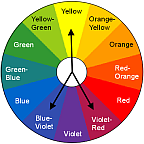 Yellow
Orange-
Yellow
Orange
Red-
Orange
Red
Violet-
Red
Violet
Blue-
Violet
Blue
Green-
Blue
Green
Yellow-
Green